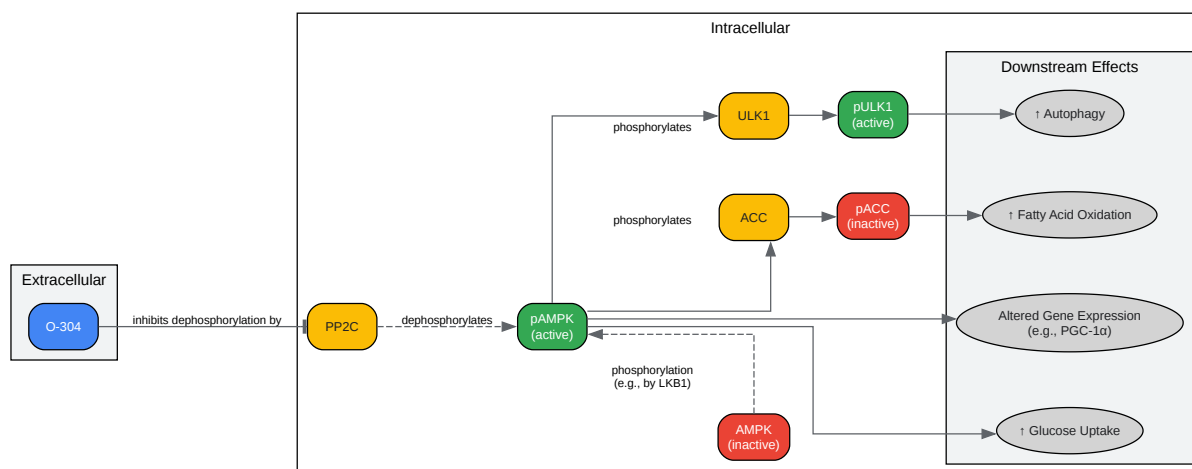 Intracellular
Downstream Effects
ULK1
pULK1
(active)
↑ Autophagy
phosphorylates
ACC
pACC
(inactive)
↑ Fatty Acid Oxidation
phosphorylates
Extracellular
O-304
inhibits dephosphorylation by
PP2C
dephosphorylates
pAMPK
(active)
Altered Gene Expression
(e.g., PGC-1α)
phosphorylation
(e.g., by LKB1)
AMPK
(inactive)
↑ Glucose Uptake